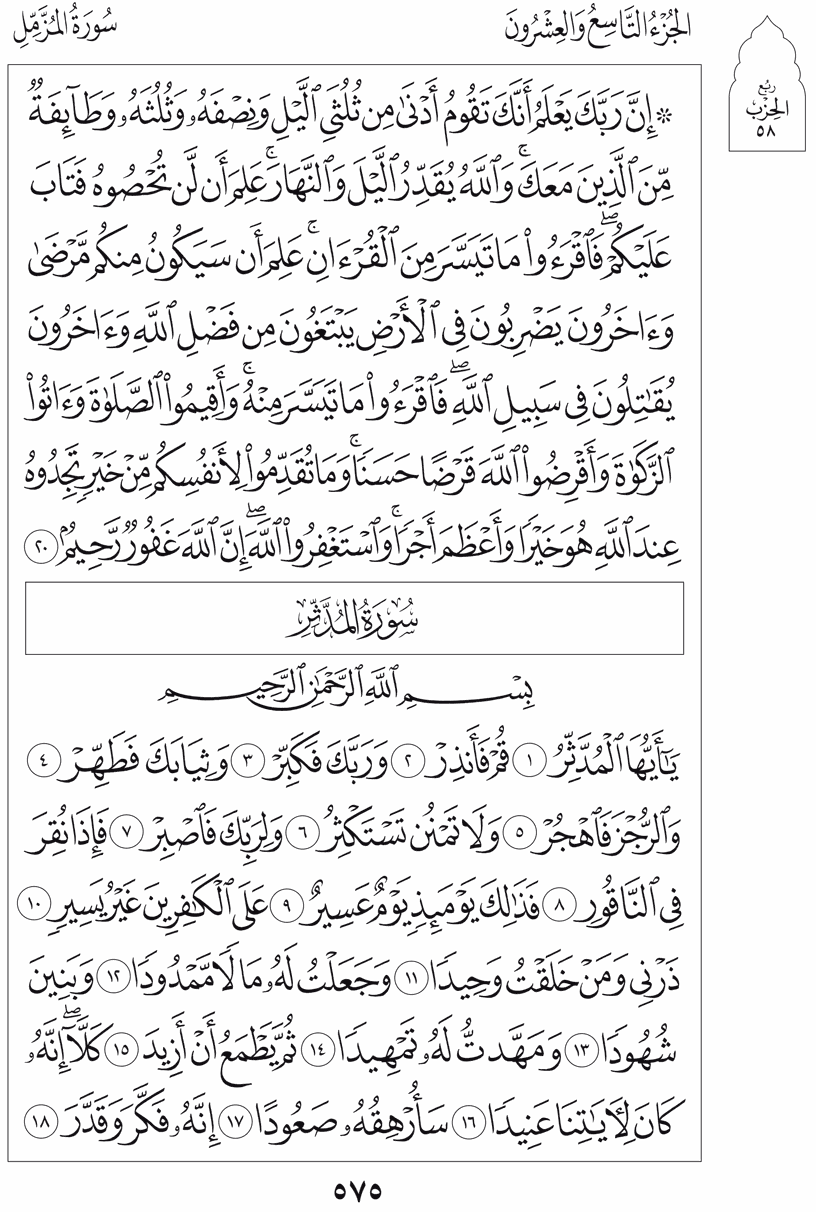 الجُزْءُ التَّاسِعُ وَالعِشْرُونَ
سُورَةُ المُزَّمِّلِ
رُبُع
الحِزْب
٥٨
۞ إِنَّ رَبَّكَ يَعْلَمُ أَنَّكَ تَقُومُ أَدْنَىٰ مِن ثُلُثَىِ ٱلَّيْلِ وَنِصْفَهُۥ وَثُلُثَهُۥ وَطَآئِفَةٌ
مِّنَ ٱلَّذِينَ مَعَكَۚ وَٱللَّهُ يُقَدِّرُ ٱلَّيْلَ وَٱلنَّهَارَۚ عَلِمَ أَن لَّن تُحْصُوهُ فَتَابَ
عَلَيْكُمْۖ فَٱقْرَءُوا۟ مَا تَيَسَّرَ مِنَ ٱلْقُرْءَانِۚ عَلِمَ أَن سَيَكُونُ مِنكُم مَّرْضَىٰ
وَءَاخَرُونَ يَضْرِبُونَ فِى ٱلْأَرْضِ يَبْتَغُونَ مِن فَضْلِ ٱللَّهِ وَءَاخَرُونَ
يُقَٰتِلُونَ فِى سَبِيلِ ٱللَّهِۖ فَٱقْرَءُوا۟ مَا تَيَسَّرَ مِنْهُۚ وَأَقِيمُوا۟ ٱلصَّلَوٰةَ وَءَاتُوا۟
ٱلزَّكَوٰةَ وَأَقْرِضُوا۟ ٱللَّهَ قَرْضًا حَسَنًاۚ وَمَا تُقَدِّمُوا۟ لِأَنفُسِكُم مِّنْ خَيْرٍ تَجِدُوهُ
عِندَ ٱللَّهِ هُوَ خَيْرًا وَأَعْظَمَ أَجْرًاۚ وَٱسْتَغْفِرُوا۟ ٱللَّهَۖ إِنَّ ٱللَّهَ غَفُورٌ رَّحِيمٌۢ ٢٠
سُورَةُ المُدَّثِّرِ
بِسْمِ ٱللَّهِ ٱلرَّحْمَٰنِ ٱلرَّحِيمِ
يَٰٓأَيُّهَا ٱلْمُدَّثِّرُ ١ قُمْ فَأَنذِرْ ٢ وَرَبَّكَ فَكَبِّرْ ٣ وَثِيَابَكَ فَطَهِّرْ ٤
وَٱلرُّجْزَ فَٱهْجُرْ ٥ وَلَا تَمْنُن تَسْتَكْثِرُ ٦ وَلِرَبِّكَ فَٱصْبِرْ ٧ فَإِذَا نُقِرَ
فِى ٱلنَّاقُورِ ٨ فَذَٰلِكَ يَوْمَئِذٍ يَوْمٌ عَسِيرٌ ٩ عَلَى ٱلْكَٰفِرِينَ غَيْرُ يَسِيرٍ ١٠
ذَرْنِى وَمَنْ خَلَقْتُ وَحِيدًا ١١ وَجَعَلْتُ لَهُۥ مَالًا مَّمْدُودًا ١٢ وَبَنِينَ
شُهُودًا ١٣ وَمَهَّدتُّ لَهُۥ تَمْهِيدًا ١٤ ثُمَّ يَطْمَعُ أَنْ أَزِيدَ ١٥ كَلَّآۖ إِنَّهُۥ
كَانَ لِأَيَٰتِنَا عَنِيدًا ١٦ سَأُرْهِقُهُۥ صَعُودًا ١٧ إِنَّهُۥ فَكَّرَ وَقَدَّرَ ١٨
٥٧٥